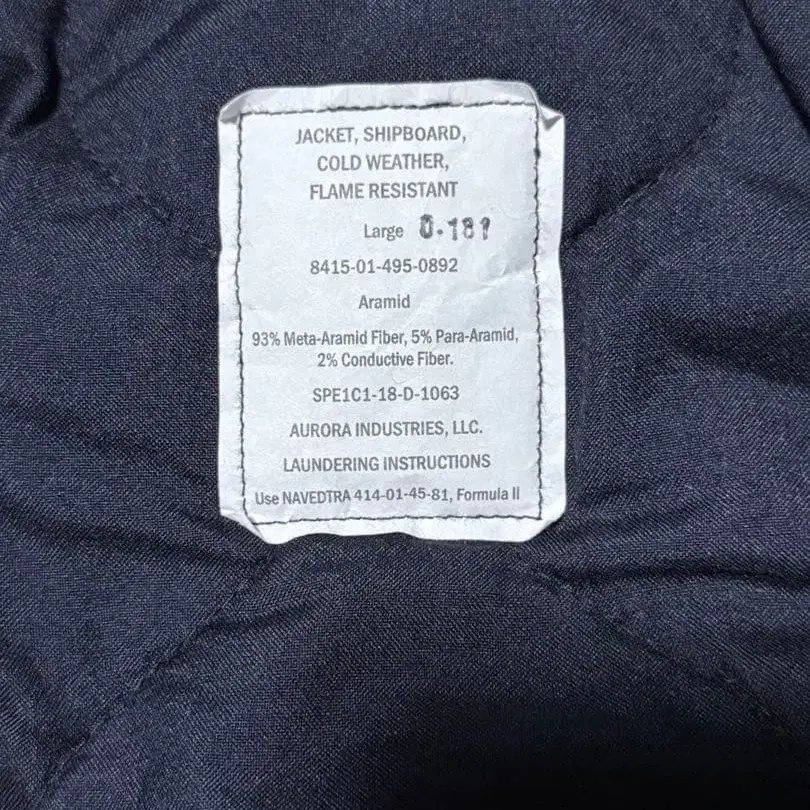 JACKET, SHIPBOARD,
COLD WEATHER,
FLAME RESISTANT
Large 0.181
8415-01-495-0892
Aramid
93% Meta-Aramid Fiber, 5% Para-Aramid,
2% Conductive Fiber.
SPE1C1-18-D-1063
AURORA INDUSTRIES, LLC.
LAUNDERING INSTRUCTIONS
Use NAVEDTRA 414-01-45-81, Formula II